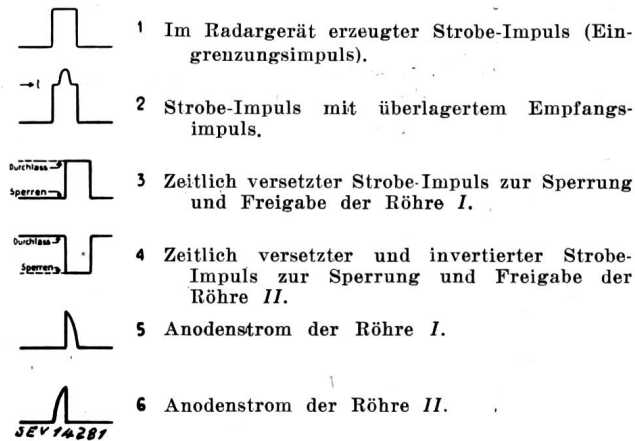 1 Im Radargerät erzeugter Strobe-Impuls (Ein-
grenzungsimpuls).
→ t
2 Strobe-Impuls mit überlagertem Empfangs-
impuls.
Durchlass
3 Zeitlich versetzter Strobe-Impuls zur Sperrung
Sperren
und Freigabe der Röhre I.
Durchlass
4 Zeitlich versetzter und invertierter Strobe-
Sperren
Impuls zur Sperrung und Freigabe der
Röhre II.
5 Anodenstrom der Röhre I.
6 Anodenstrom der Röhre II.
SEV 14281